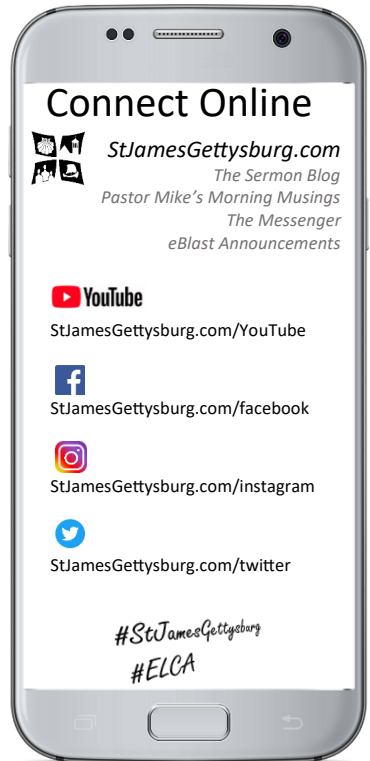 Connect Online
StJamesGettysburg.com
The Sermon Blog
Pastor Mike's Morning Musings
The Messenger
eBlast Announcements
YouTube
StJamesGettysburg.com/YouTube
StJamesGettysburg.com/facebook
StJamesGettysburg.com/instagram
StJamesGettysburg.com/twitter
#StJamesGettysburg
#ELCA